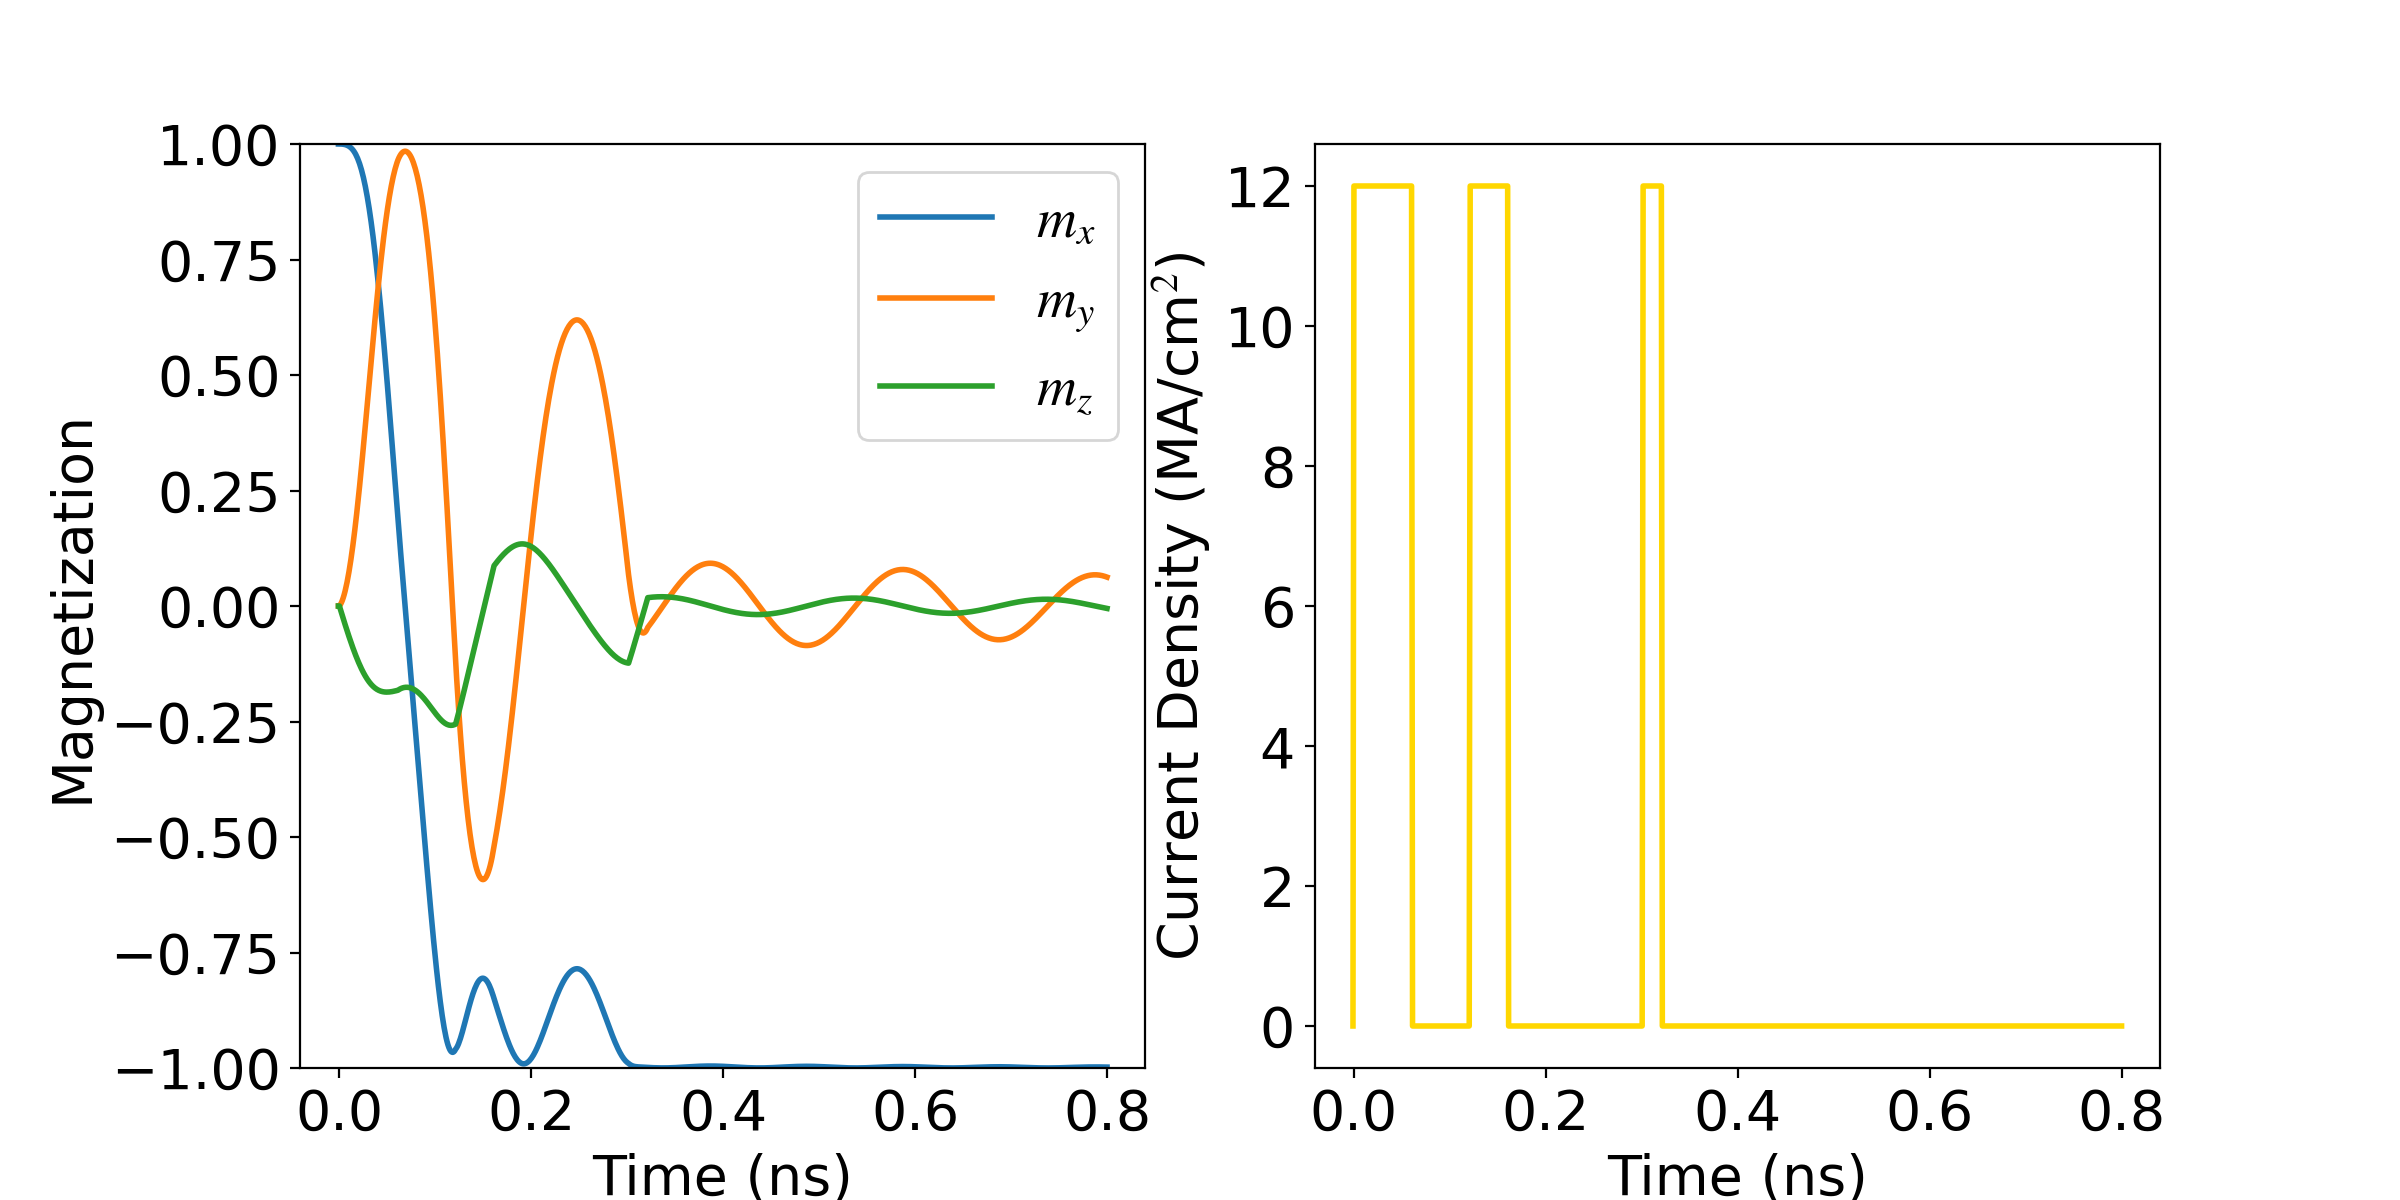 Magnetization
1.00
0.75
0.50
0.25
0.00
−0.25
−0.50
−0.75
−1.00
0.0 0.2 0.4 0.6 0.8
Time (ns)
m_x
m_y
m_z
Current Density (MA/cm²)
12
10
8
6
4
2
0
0.0 0.2 0.4 0.6 0.8
Time (ns)